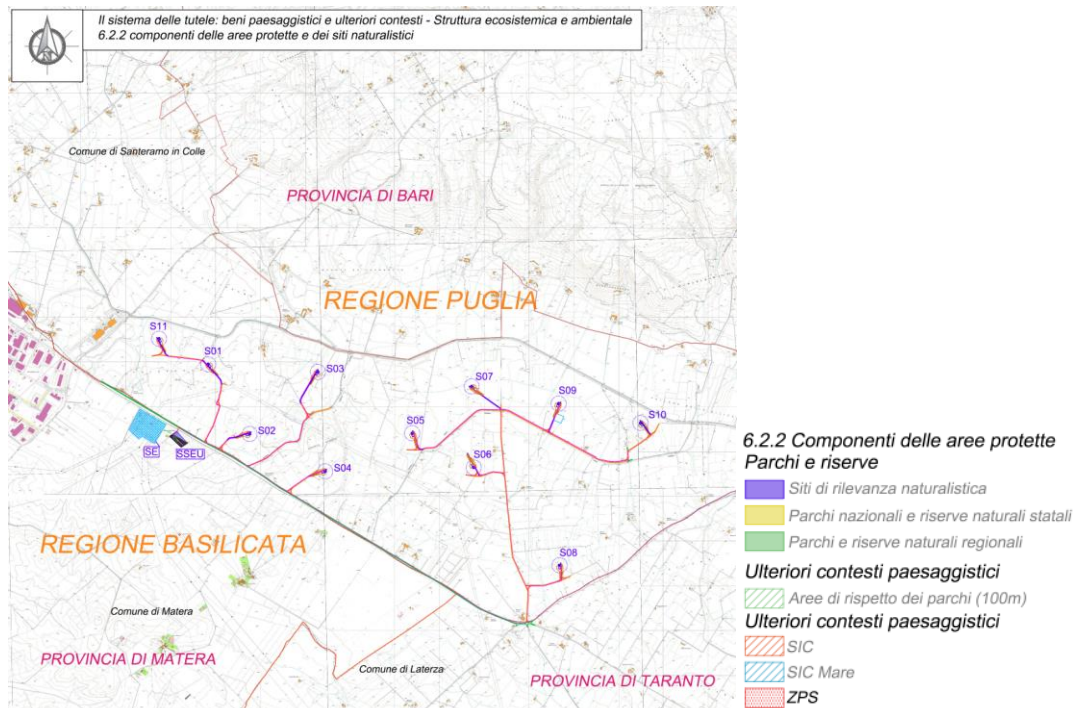 Il sistema delle tutele: beni paesaggistici e ulteriori contesti - Struttura ecosistemica e ambientale
6.2.2 componenti delle aree protette e dei siti naturalistici
Comune di Santeramo in Colle
PROVINCIA DI BARI
REGIONE PUGLIA
S11
S01
S03
S07
S09
S10
S02
S05
S06
S04
SE
SSEU
S08
REGIONE BASILICATA
Comune di Matera
PROVINCIA DI MATERA
Comune di Laterza
PROVINCIA DI TARANTO
6.2.2 Componenti delle aree protette
Parchi e riserve
Siti di rilevanza naturalistica
Parchi nazionali e riserve naturali statali
Parchi e riserve naturali regionali
Ulteriori contesti paesaggistici
Aree di rispetto dei parchi (100m)
Ulteriori contesti paesaggistici
SIC
SIC Mare
ZPS